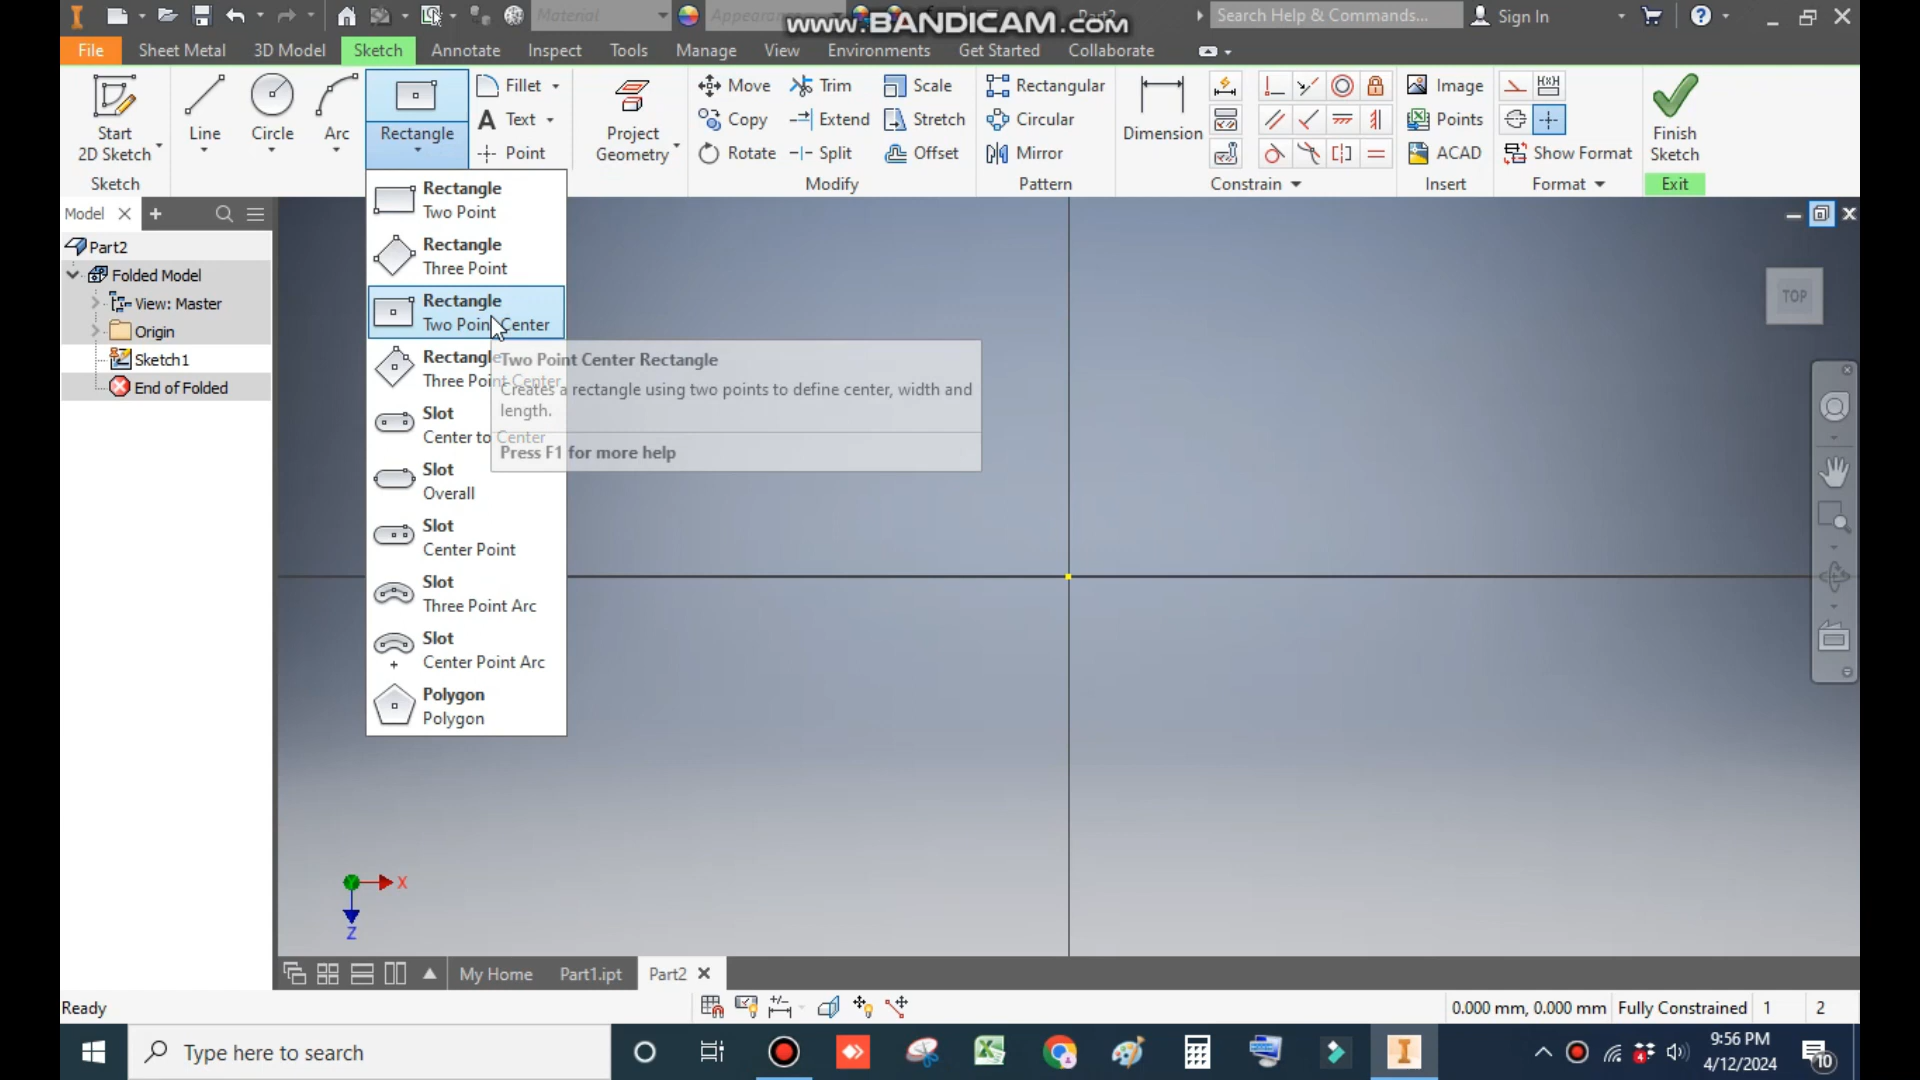 www.BANDICAM.com
Material
Appearance
Part2
Search Help & Commands...
Sign In
File
Sheet Metal
3D Model
Sketch
Annotate
Inspect
Tools
Manage
View
Environments
Get Started
Collaborate
Start
2D Sketch
Line
Circle
Arc
Rectangle
Fillet
Text
Point
Project
Geometry
Move
Copy
Rotate
Trim
Extend
Split
Scale
Stretch
Offset
Rectangular
Circular
Mirror
Dimension
Image
Points
ACAD
Show Format
Finish
Sketch
Sketch
Modify
Pattern
Constrain
Insert
Format
Exit
Model
Part2
Folded Model
View: Master
Origin
Sketch1
End of Folded
Rectangle
Two Point
Rectangle
Three Point
Rectangle
Two Point Center
Rectangle
Three Point Center
Slot
Center to Center
Slot
Overall
Slot
Center Point
Slot
Three Point Arc
Slot
Center Point Arc
Polygon
Polygon
Two Point Center Rectangle
Creates a rectangle using two points to define center, width and
length.
Press F1 for more help
TOP
X
Z
My Home
Part1.ipt
Part2
Ready
0.000 mm, 0.000 mm
Fully Constrained
1
2
Type here to search
9:56 PM
4/12/2024
10